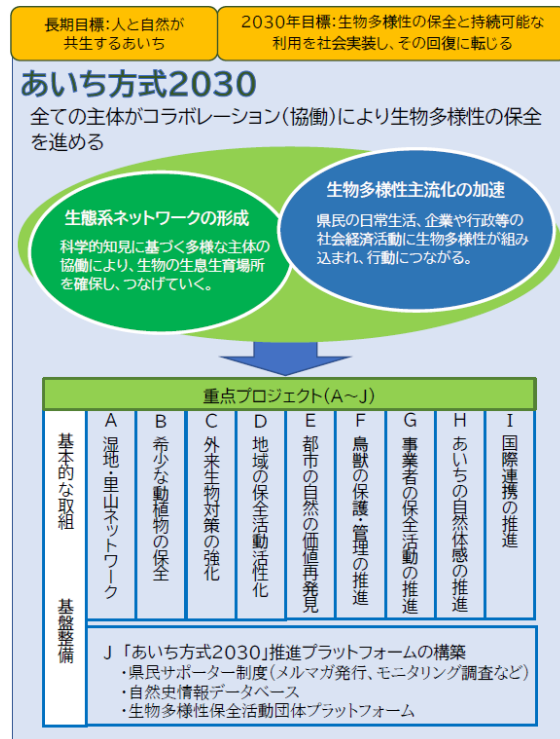 長期目標:人と自然が
共生するあいち
2030年目標:生物多様性の保全と持続可能な
利用を社会実装し、その回復に転じる
あいち方式2030
全ての主体がコラボレーション(協働)により生物多様性の保全
を進める
生態系ネットワークの形成
科学的知見に基づく多様な主体の
協働により、生物の生息生育場所
を確保し、つなげていく。
生物多様性主流化の加速
県民の日常生活、企業や行政等の
社会経済活動に生物多様性が組み
込まれ、行動につながる。
重点プロジェクト(A~J)
基本的な取組
A 湿地・里山ネットワーク
B 希少な動植物の保全
C 外来生物対策の強化
D 地域の保全活動活性化
E 都市の自然の価値再発見
F 鳥獣の保護・管理の推進
G 事業者の保全活動の推進
H あいちの自然体感の推進
I 国際連携の推進
基盤整備
J 「あいち方式2030」推進プラットフォームの構築
・県民サポーター制度(メルマガ発行、モニタリング調査など)
・自然史情報データベース
・生物多様性保全活動団体プラットフォーム